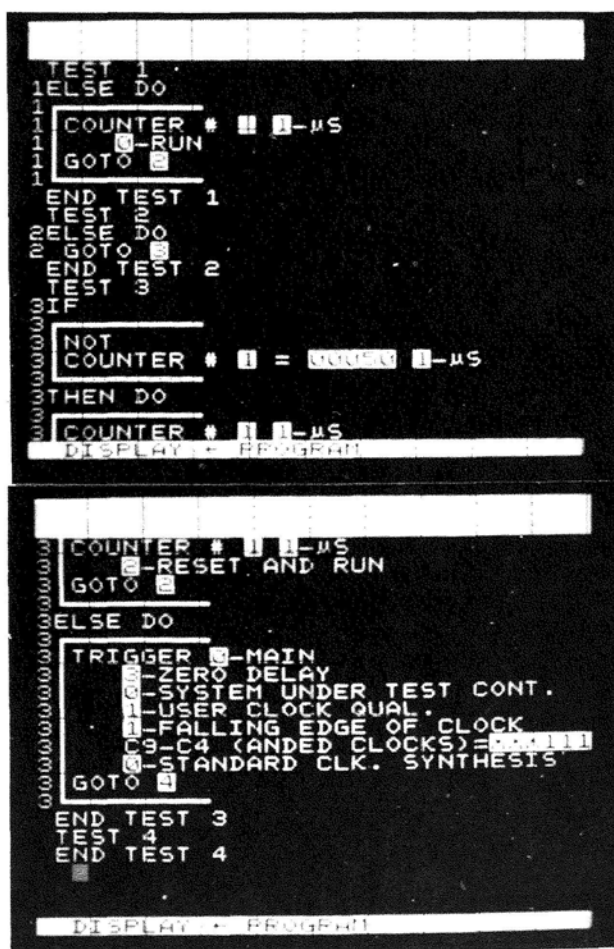 TEST 1
1ELSE DO
1
1 COUNTER # 1 1-μS
1 0-RUN
1 GOTO 2
1
END TEST 1
TEST 2
2ELSE DO
2 GOTO 3
END TEST 2
TEST 3
3IF
3
3 NOT
3 COUNTER # 1 = 00050 1-μS
3
3THEN DO
3
3 COUNTER # 1 1-μS
DISPLAY ← PROGRAM
3 COUNTER # 1 1-μS
3 2-RESET AND RUN
3 GOTO 2
3
3ELSE DO
3
3 TRIGGER 0-MAIN
3 3-ZERO DELAY
3 0-SYSTEM UNDER TEST CONT.
3 1-USER CLOCK QUAL.
3 1-FALLING EDGE OF CLOCK
3 C9-C4 (ANDED CLOCKS)=•••111
3 0-STANDARD CLK. SYNTHESIS
3 GOTO 4
3
END TEST 3
TEST 4
END TEST 4
DISPLAY ← PROGRAM